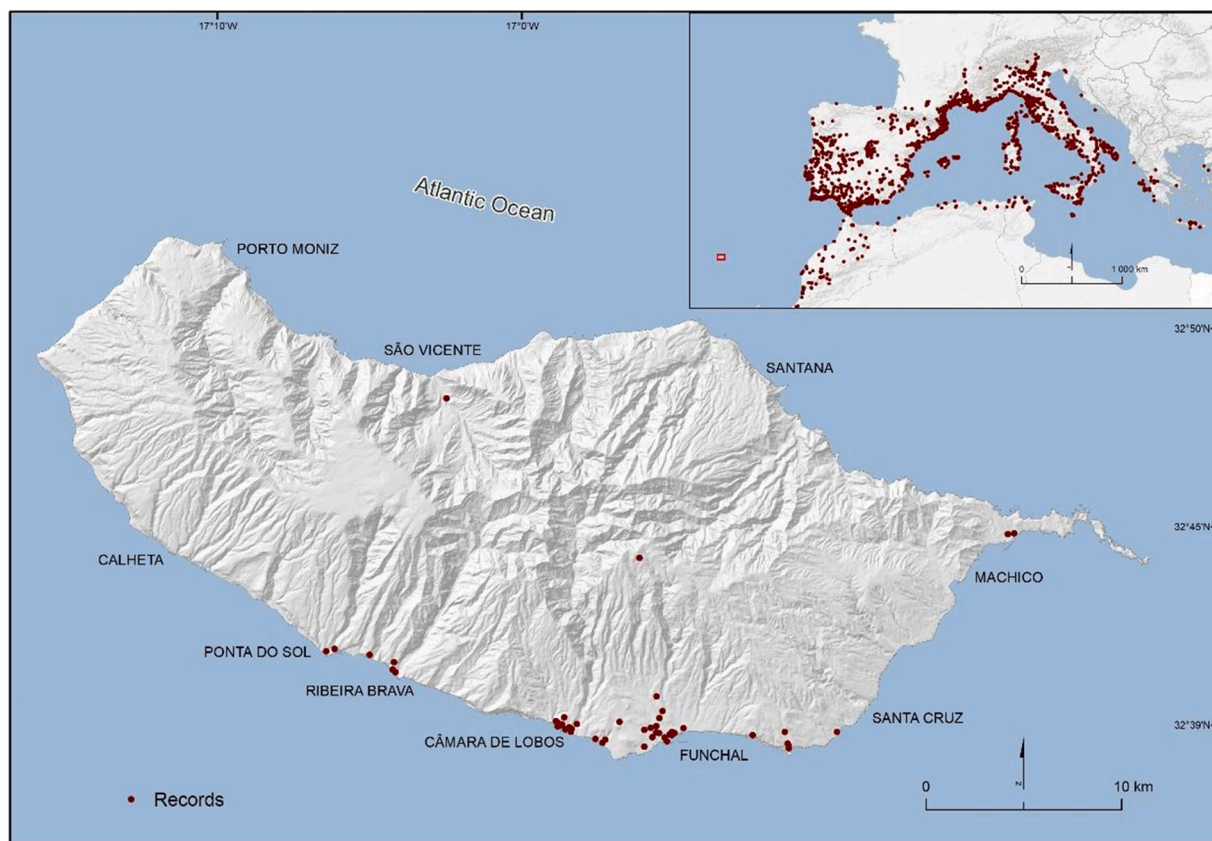 17°10'W
17°0'W
0
1 000 km
Atlantic Ocean
PORTO MONIZ
32°50'N
SÂO VICENTE
SANTANA
32°45'N
CALHETA
MACHICO
PONTA DO SOL
RIBEIRA BRAVA
SANTA CRUZ
32°39'N
CÂMARA DE LOBOS
FUNCHAL
0
10 km
Records